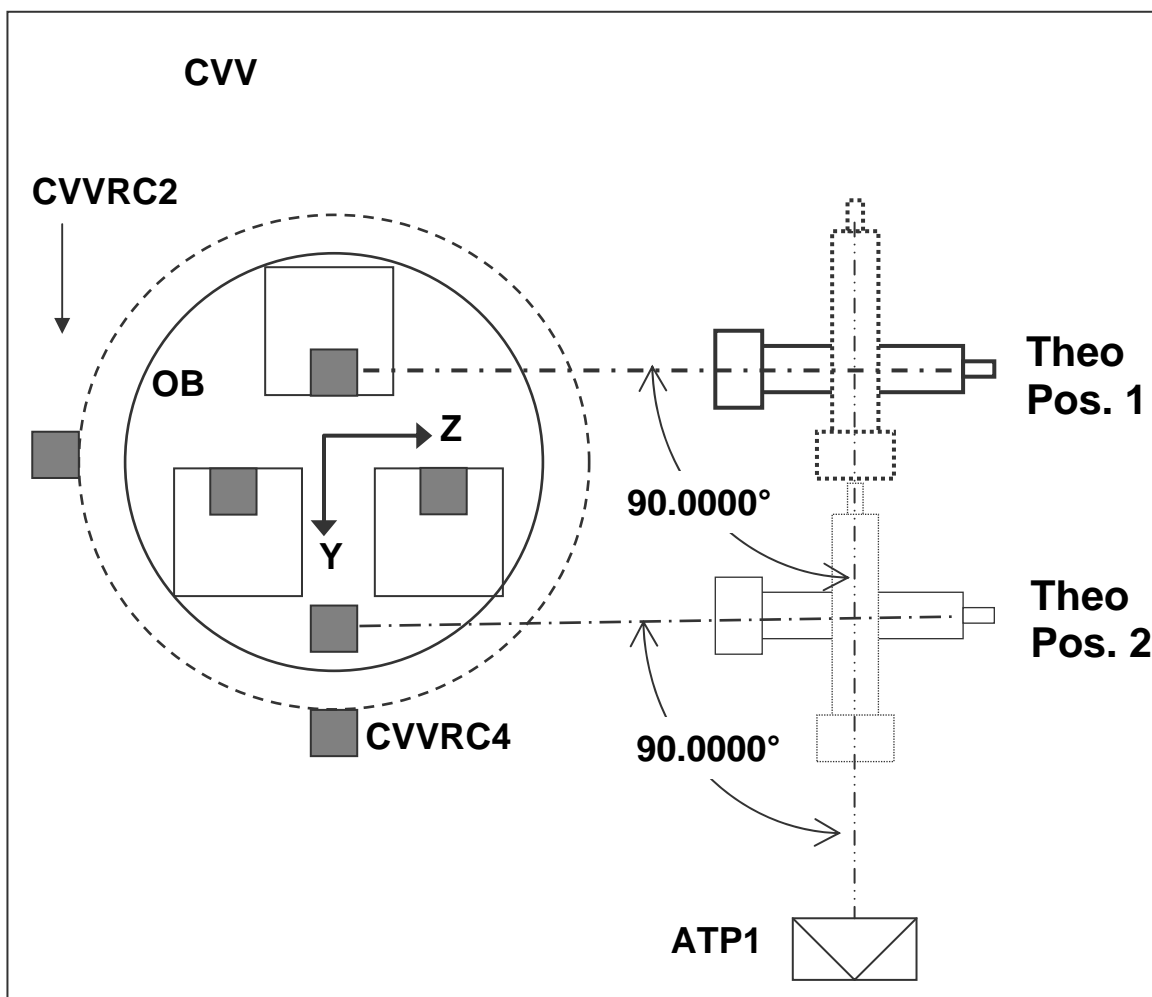 CVV
CVVRC2
OB
Z
Y
Theo
Pos. 1
90.0000°
Theo
Pos. 2
CVVRC4
90.0000°
ATP1